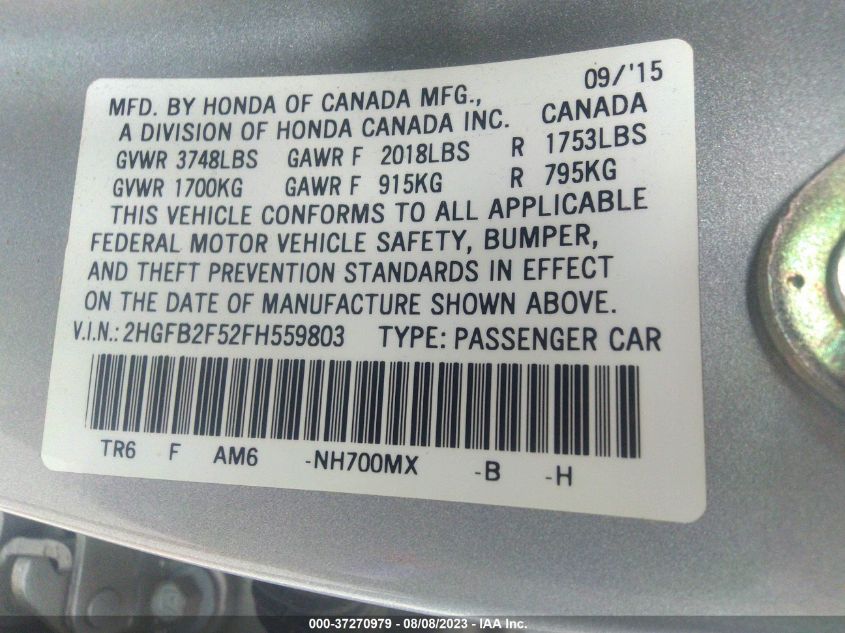 09/'15
MFD. BY HONDA OF CANADA MFG., CANADA
A DIVISION OF HONDA CANADA INC.
GVWR 3748LBS GAWR F 2018LBS R 1753LBS
GVWR 1700KG GAWR F 915KG R 795KG
THIS VEHICLE CONFORMS TO ALL APPLICABLE
FEDERAL MOTOR VEHICLE SAFETY, BUMPER,
AND THEFT PREVENTION STANDARDS IN EFFECT
ON THE DATE OF MANUFACTURE SHOWN ABOVE.
V.I.N.: 2HGFB2F52FH559803 TYPE: PASSENGER CAR
TR6 F AM6 -NH700MX -B -H
000-37270979 - 08/08/2023 - IAA Inc.